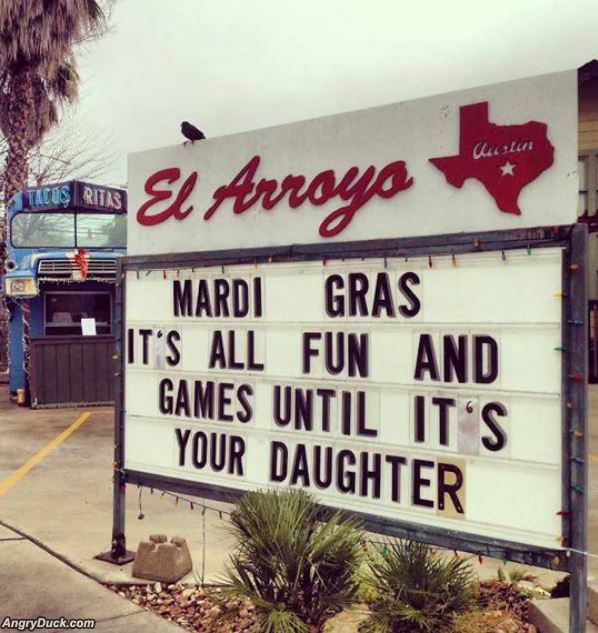 El Arroyo
Austin
TACOS RITAS
MARDI GRAS
IT'S ALL FUN AND
GAMES UNTIL IT'S
YOUR DAUGHTER
AngryDuck.com